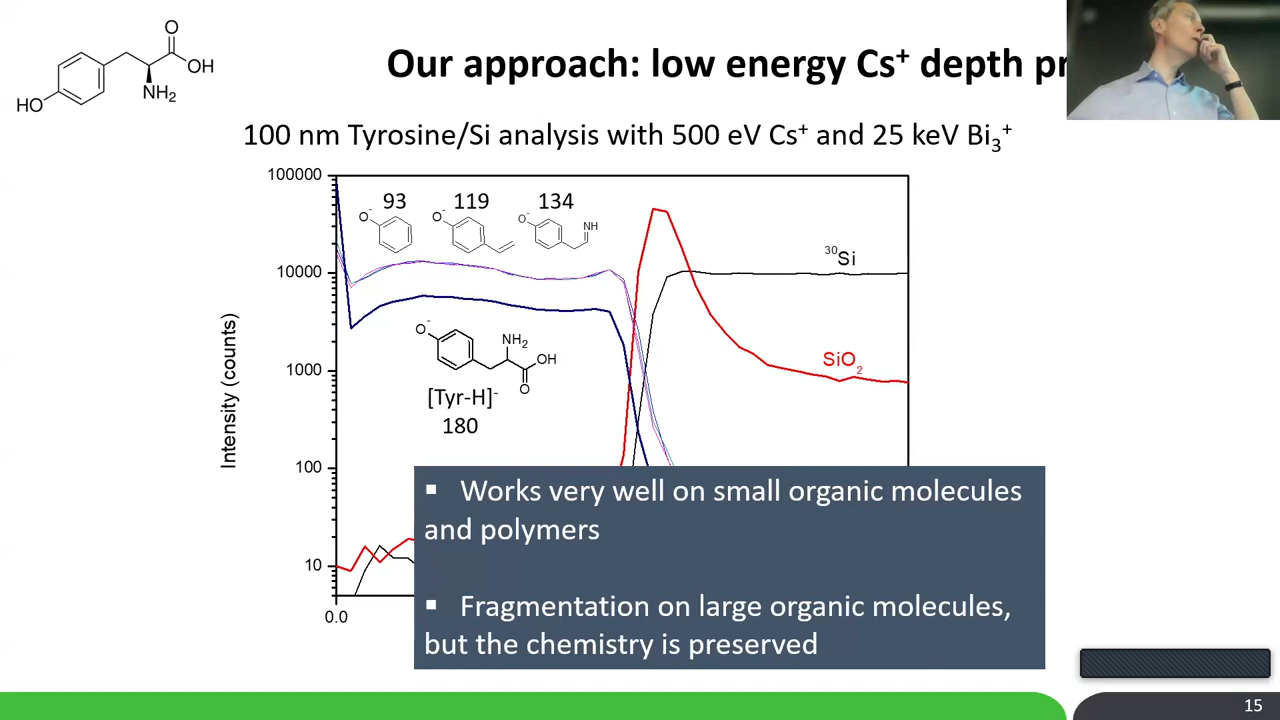 O
OH
NH2
HO
Our approach: low energy Cs+ depth pr
100 nm Tyrosine/Si analysis with 500 eV Cs+ and 25 keV Bi3+
100000
10000
1000
100
10
0.0
Intensity (counts)
93 119 134
O- O- O- NH
30Si
SiO2
O- NH2
OH
O
[Tyr-H]-
180
▪ Works very well on small organic molecules
and polymers
▪ Fragmentation on large organic molecules,
but the chemistry is preserved
15